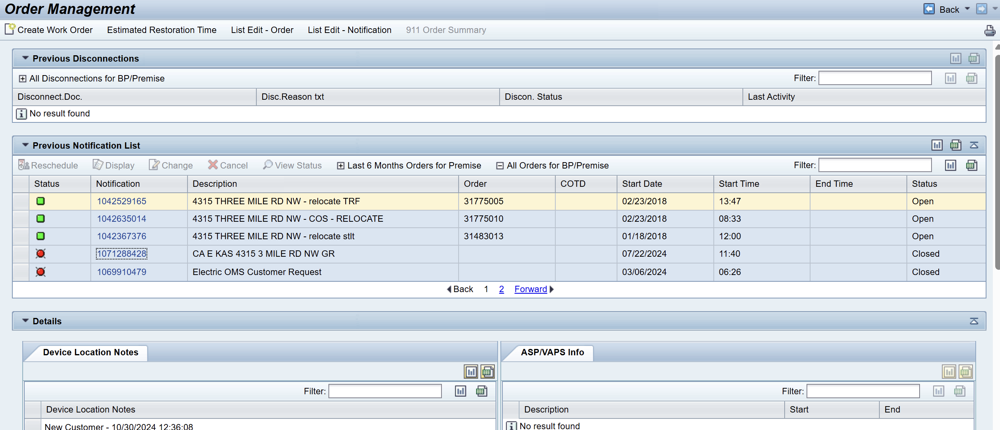 Order Management
Back
Create Work Order Estimated Restoration Time List Edit - Order List Edit - Notification 911 Order Summary
Previous Disconnections
All Disconnections for BP/Premise Filter:
Disconnect.Doc. Disc.Reason txt Discon. Status Last Activity
No result found
Previous Notification List
Reschedule Display Change Cancel View Status Last 6 Months Orders for Premise All Orders for BP/Premise Filter:
Status Notification Description Order COTD Start Date Start Time End Time Status
1042529165 4315 THREE MILE RD NW - relocate TRF 31775005 02/23/2018 13:47 Open
1042635014 4315 THREE MILE RD NW - COS - RELOCATE 31775010 02/23/2018 08:33 Open
1042367376 4315 THREE MILE RD NW - relocate stlt 31483013 01/18/2018 12:00 Open
1071288428 CA E KAS 4315 3 MILE RD NW GR 07/22/2024 11:40 Closed
1069910479 Electric OMS Customer Request 03/06/2024 06:26 Closed
Back 1 2 Forward
Details
Device Location Notes
Filter:
Device Location Notes
New Customer - 10/30/2024 12:36:08
ASP/VAPS Info
Filter:
Description Start End
No result found